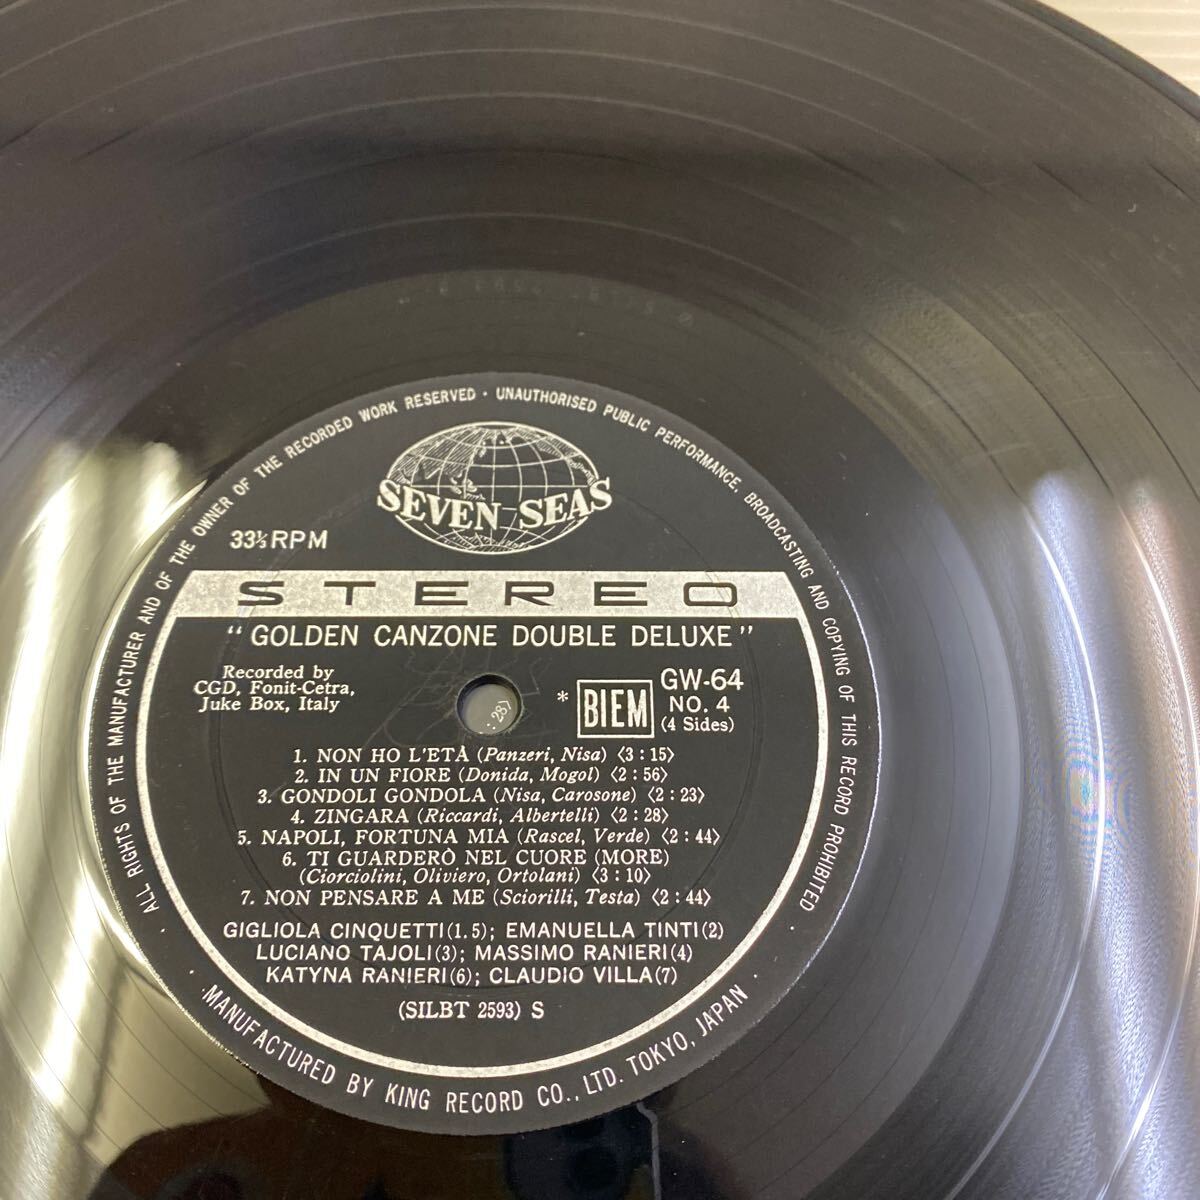 ALL RIGHTS OF THE MANUFACTURER AND OF THE OWNER OF THE RECORDED WORK RESERVED · UNAUTHORISED PUBLIC PERFORMANCE, BROADCASTING AND COPYING OF THIS RECORD PROHIBITED
SEVEN SEAS
33⅓ RPM
STEREO
"GOLDEN CANZONE DOUBLE DELUXE"
Recorded by
CGD, Fonit-Cetra,
Juke Box, Italy
* BIEM
GW-64
NO. 4
(4 Sides)
:287
1. NON HO L'ETÀ (Panzeri, Nisa) ⟨3:15⟩
2. IN UN FIORE (Donida, Mogol) ⟨2:56⟩
3. GONDOLI GONDOLA (Nisa, Carosone) ⟨2:23⟩
4. ZINGARA (Riccardi, Albertelli) ⟨2:28⟩
5. NAPOLI, FORTUNA MIA (Rascel, Verde) ⟨2:44⟩
6. TI GUARDERÒ NEL CUORE (MORE)
(Ciorciolini, Oliviero, Ortolani) ⟨3:10⟩
7. NON PENSARE A ME (Sciorilli, Testa) ⟨2:44⟩
GIGLIOLA CINQUETTI(1.5); EMANUELLA TINTI(2)
LUCIANO TAJOLI(3); MASSIMO RANIERI(4)
KATYNA RANIERI(6); CLAUDIO VILLA(7)
(SILBT 2593) S
· MANUFACTURED BY KING RECORD CO., LTD. TOKYO, JAPAN ·